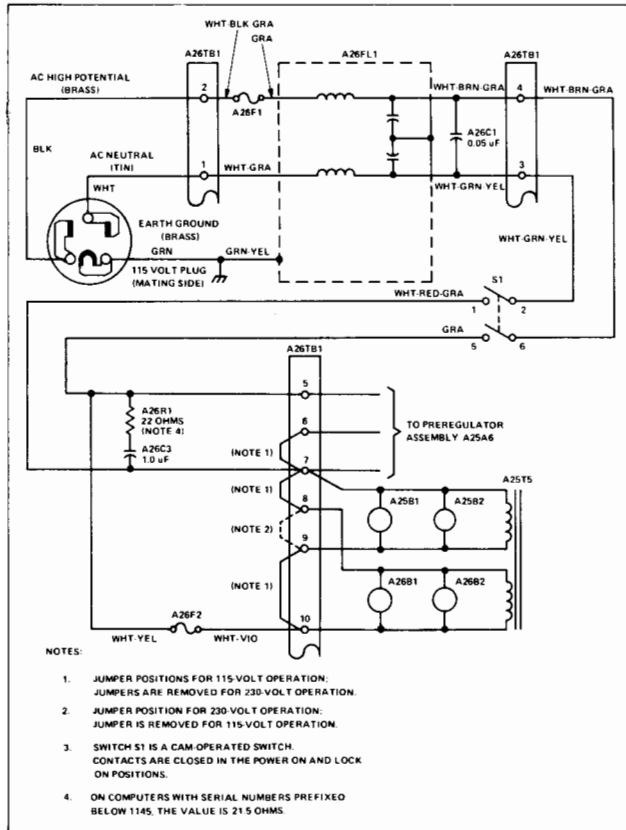 WHT-BLK GRA
GRA
A26TB1
A26FL1
A26TB1
AC HIGH POTENTIAL
(BRASS)
2
A26F1
WHT-BRN-GRA
4
WHT-BRN-GRA
BLK
AC NEUTRAL
(TIN)
A26C1
0.05 uF
1
WHT-GRA
3
WHT
WHT-GRN-YEL
EARTH GROUND
(BRASS)
WHT-GRN-YEL
GRN
GRN-YEL
115 VOLT PLUG
(MATING SIDE)
S1
WHT-RED-GRA
1
2
GRA
5
6
A26TB1
5
A26R1
22 OHMS
(NOTE 4)
6
TO PREREGULATOR
ASSEMBLY A25A6
A26C3
1.0 uF
(NOTE 1)
7
(NOTE 1)
A25B1
A25B2
A25T5
8
(NOTE 2)
9
(NOTE 1)
A26B1
A26B2
A26F2
10
WHT-YEL
WHT-VIO
NOTES:
1. JUMPER POSITIONS FOR 115-VOLT OPERATION;
JUMPERS ARE REMOVED FOR 230-VOLT OPERATION.
2. JUMPER POSITION FOR 230-VOLT OPERATION;
JUMPER IS REMOVED FOR 115-VOLT OPERATION.
3. SWITCH S1 IS A CAM-OPERATED SWITCH.
CONTACTS ARE CLOSED IN THE POWER ON AND LOCK
ON POSITIONS.
4. ON COMPUTERS WITH SERIAL NUMBERS PREFIXED
BELOW 1145, THE VALUE IS 21.5 OHMS.